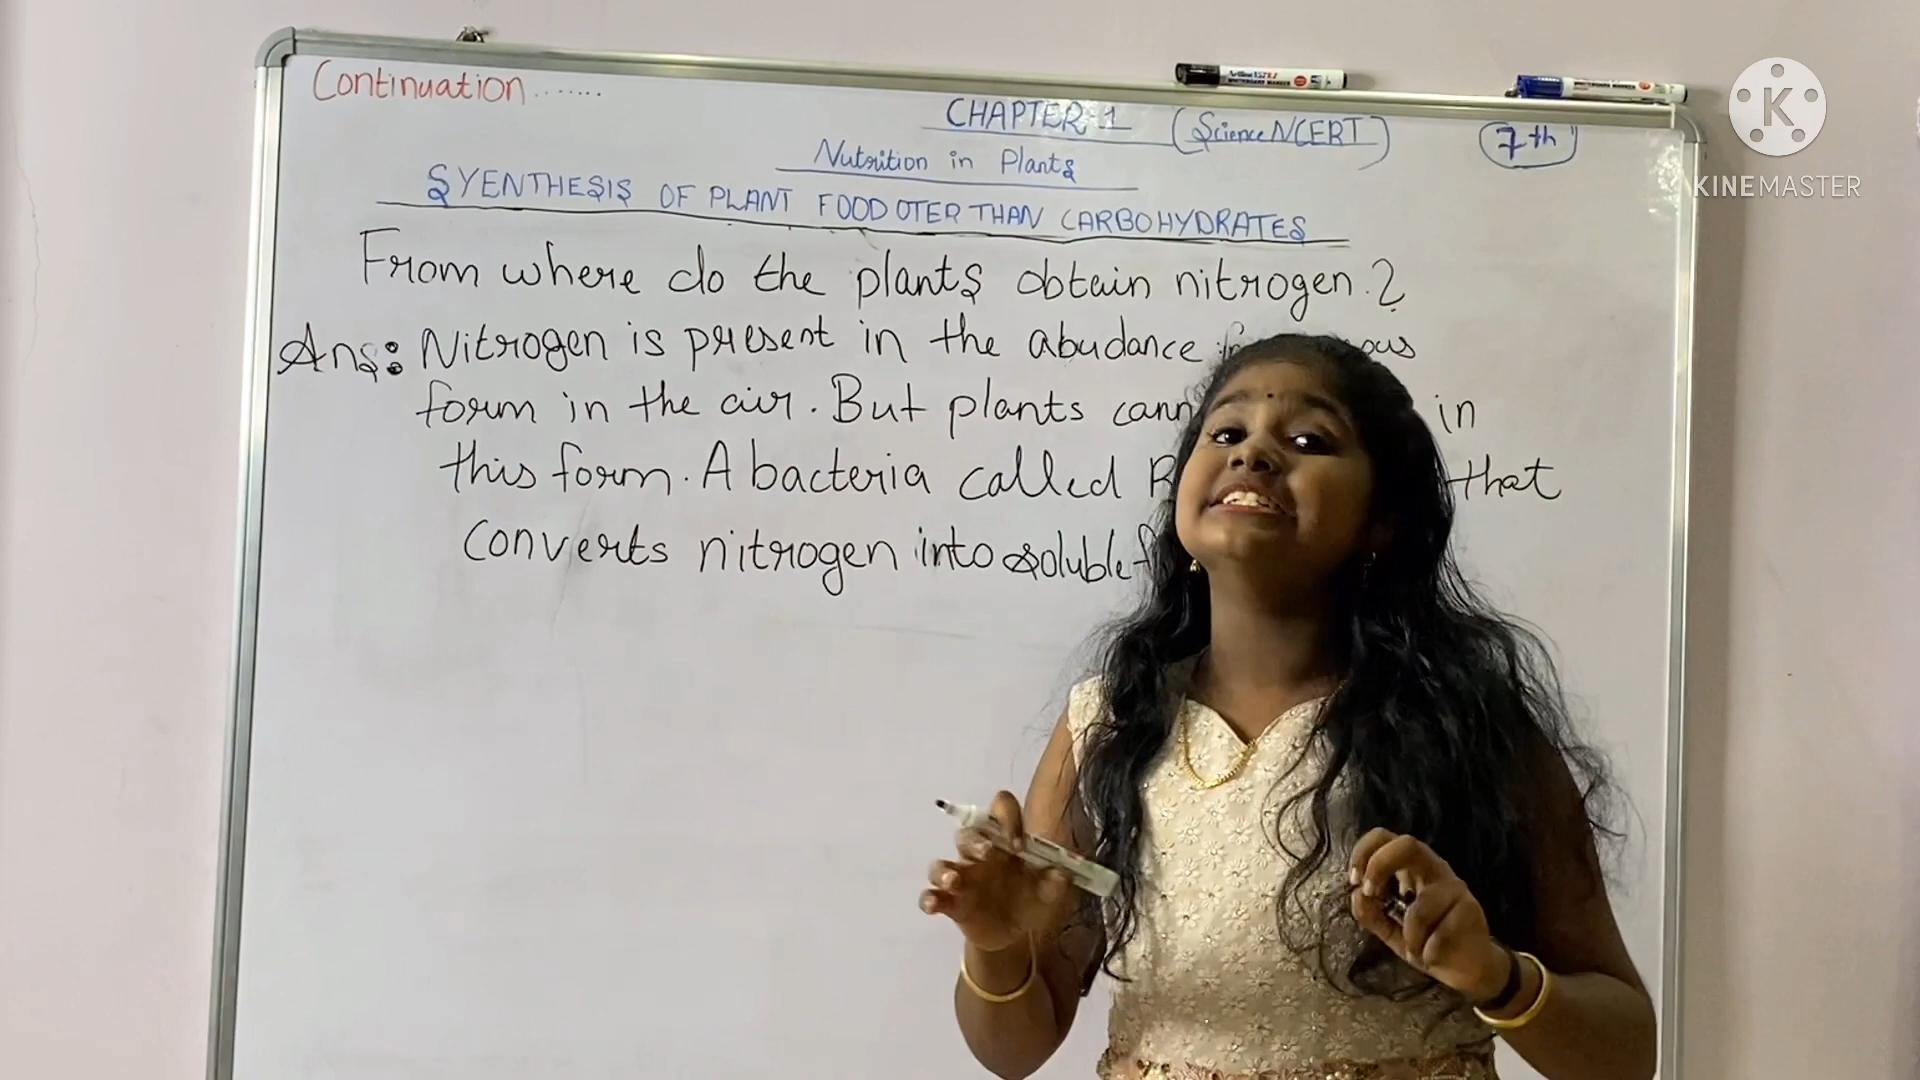 Continuation.......
CHAPTER-1 (Science NCERT) 7th
Nutrition in Plants
SYENTHESIS OF PLANT FOOD OTER THAN CARBOHYDRATES
From where do the plants obtain nitrogen.?
Ans: Nitrogen is present in the abudance
form in the air. But plants in
this form. A bacteria called that
converts nitrogen into soluble
KINEMASTER